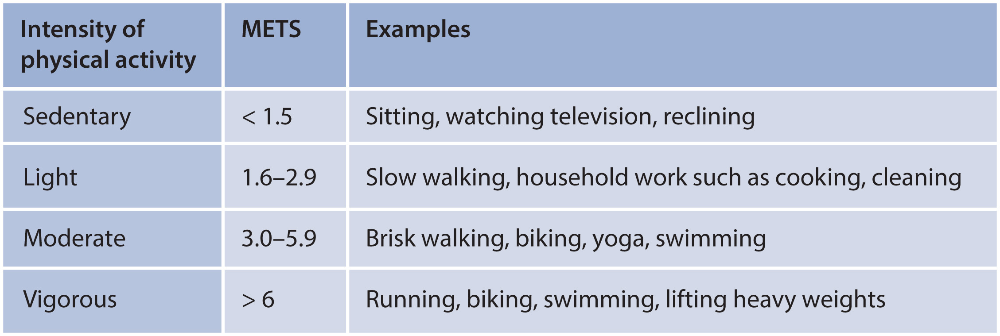 Intensity of
physical activity
METS
Examples
Sedentary
< 1.5
Sitting, watching television, reclining
Light
1.6–2.9
Slow walking, household work such as cooking, cleaning
Moderate
3.0–5.9
Brisk walking, biking, yoga, swimming
Vigorous
> 6
Running, biking, swimming, lifting heavy weights